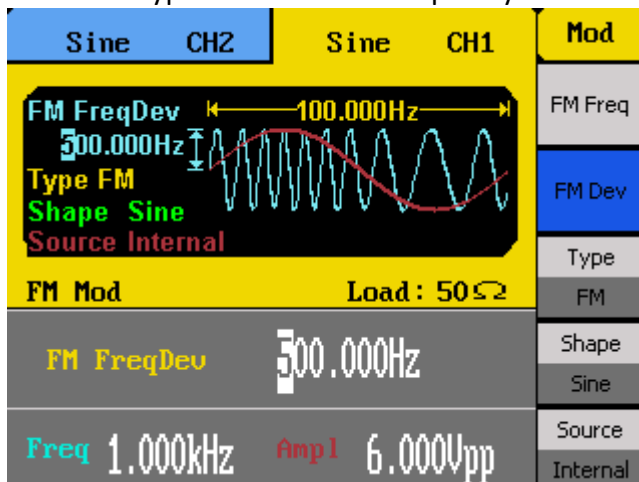 Sine CH2 Sine CH1 Mod
FM FreqDev 100.000Hz
500.000Hz
Type FM
Shape Sine
Source Internal
FM Mod Load: 50Ω
FM FreqDev 500.000Hz
Freq 1.000kHz Ampl 6.000Vpp
FM Freq
FM Dev
Type
FM
Shape
Sine
Source
Internal